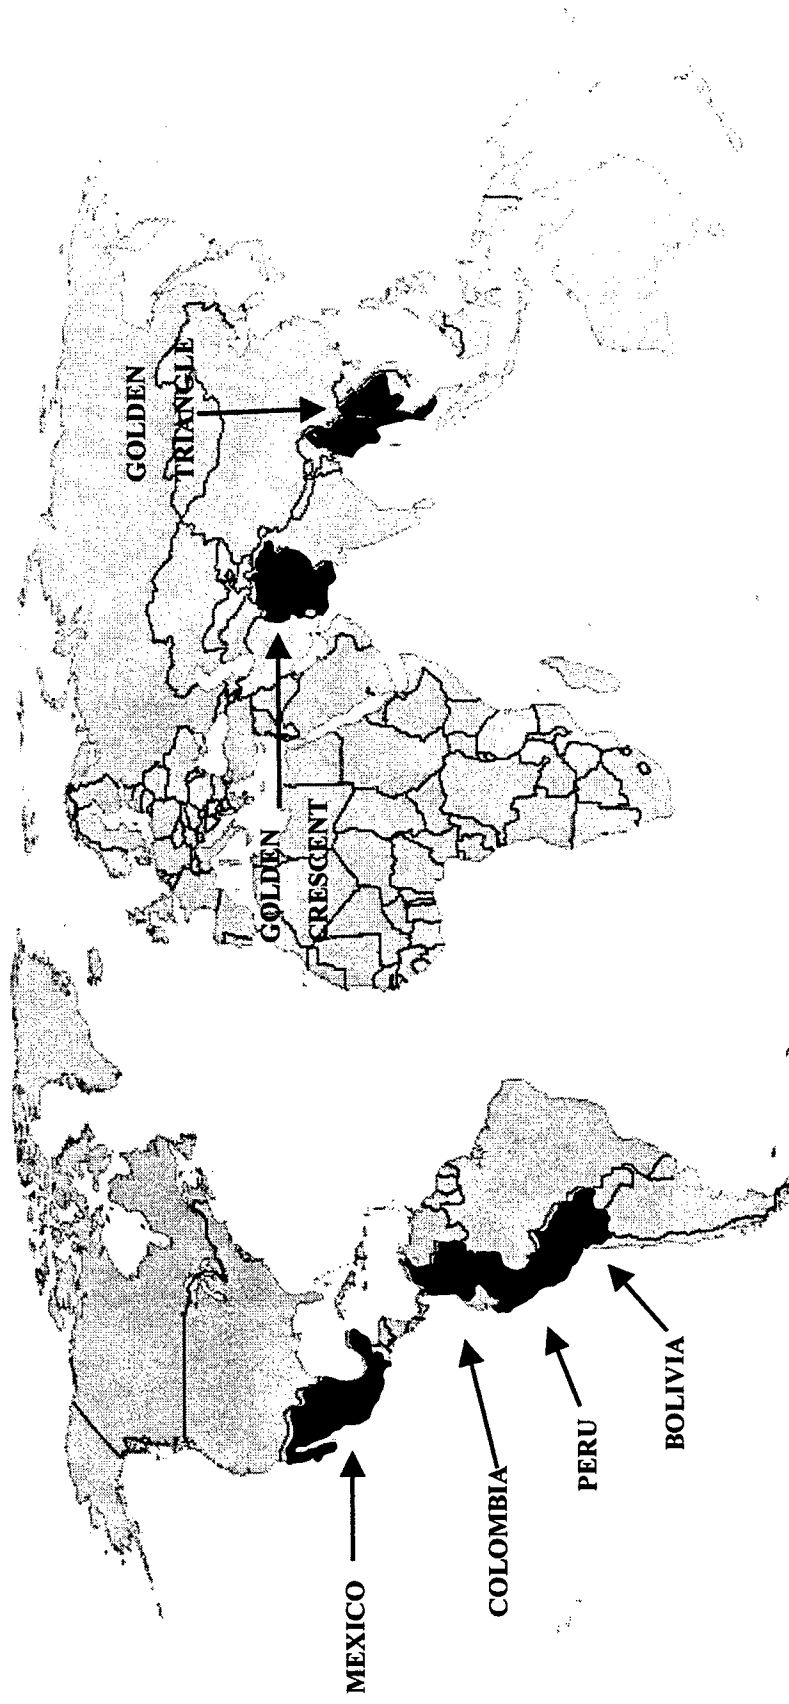 GOLDEN
TRIANGLE
GOLDEN
CRESCENT
MEXICO
COLOMBIA
PERU
BOLIVIA